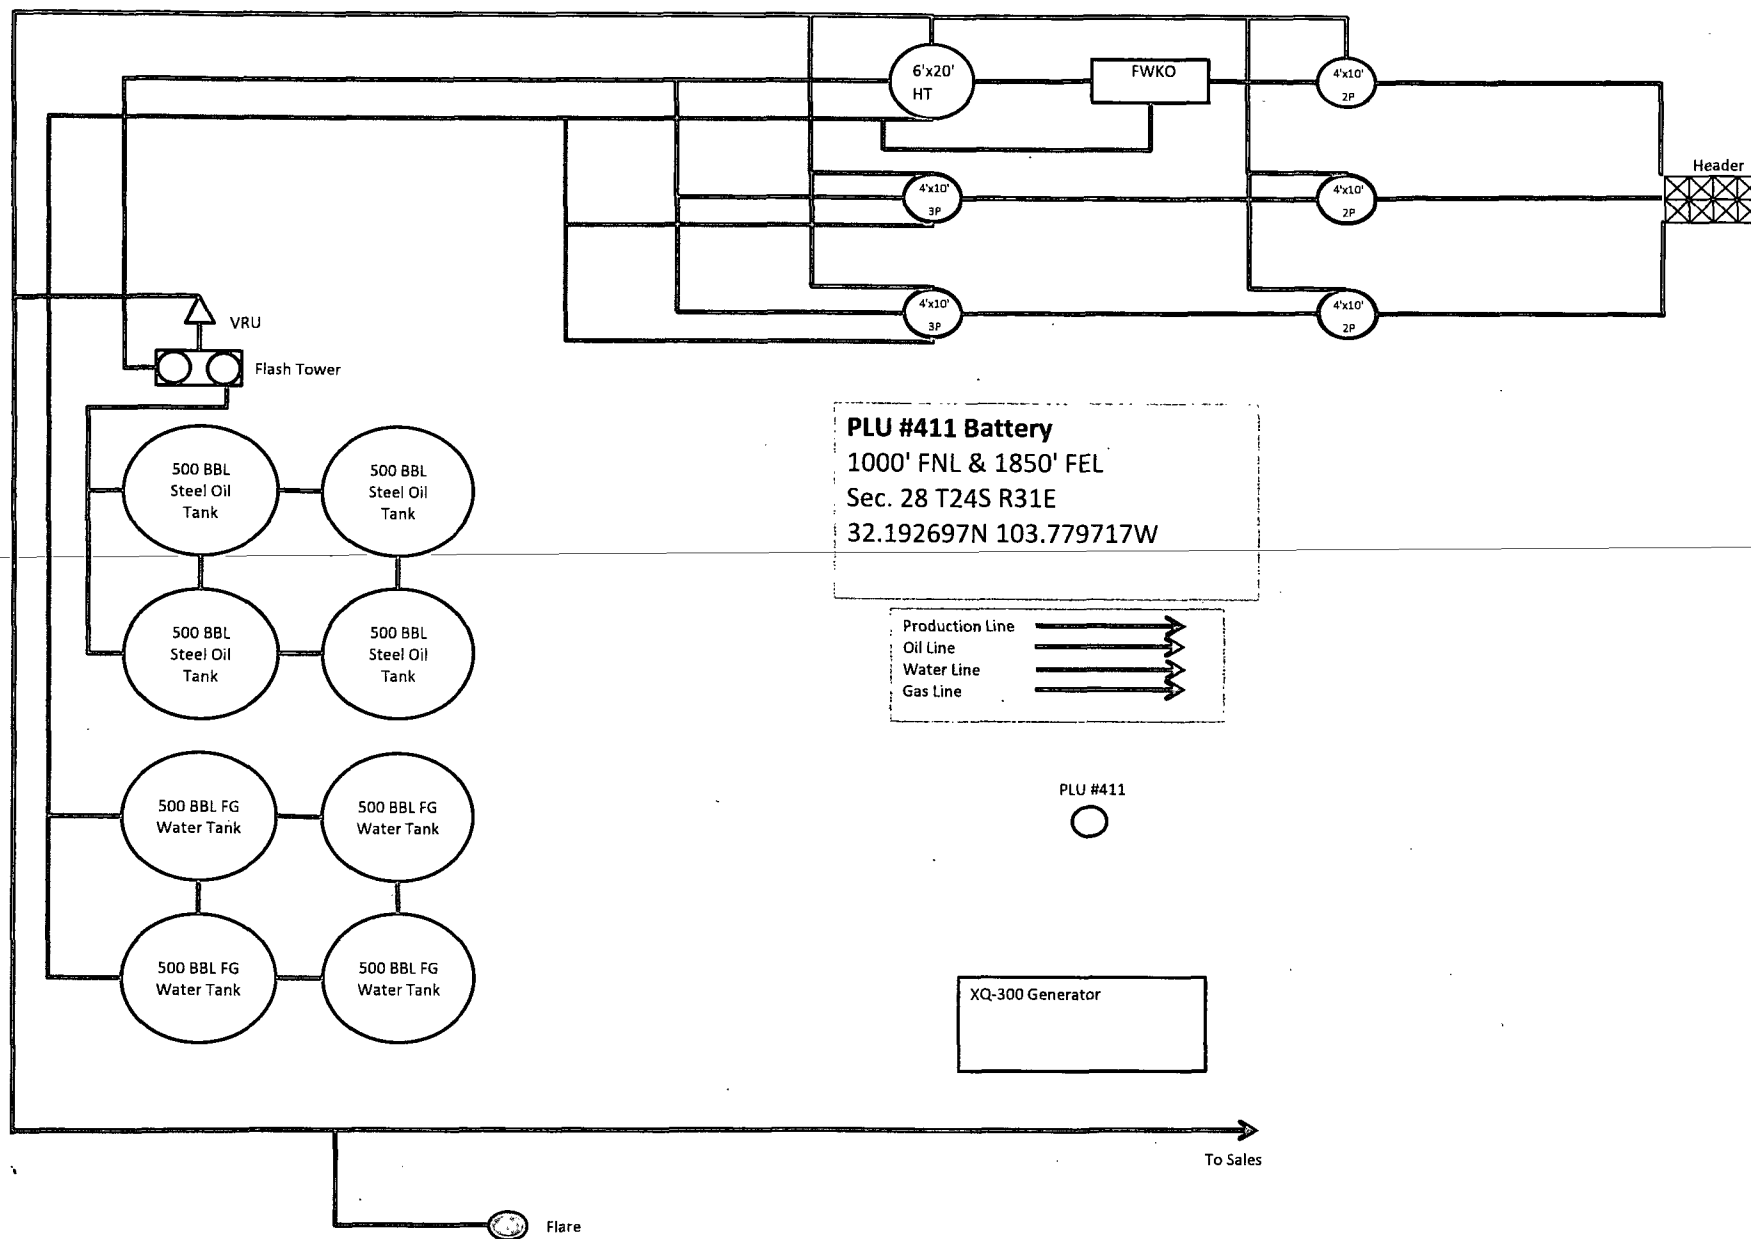 6'x20'
HT
FWKO
4'x10'
2P
Header
4'x10'
3P
4'x10'
2P
4'x10'
3P
4'x10'
2P
VRU
Flash Tower
PLU #411 Battery
1000' FNL & 1850' FEL
Sec. 28 T24S R31E
32.192697N 103.779717W
500 BBL
Steel Oil
Tank
500 BBL
Steel Oil
Tank
500 BBL
Steel Oil
Tank
500 BBL
Steel Oil
Tank
Production Line
Oil Line
Water Line
Gas Line
PLU #411
500 BBL FG
Water Tank
500 BBL FG
Water Tank
500 BBL FG
Water Tank
500 BBL FG
Water Tank
XQ-300 Generator
To Sales
Flare